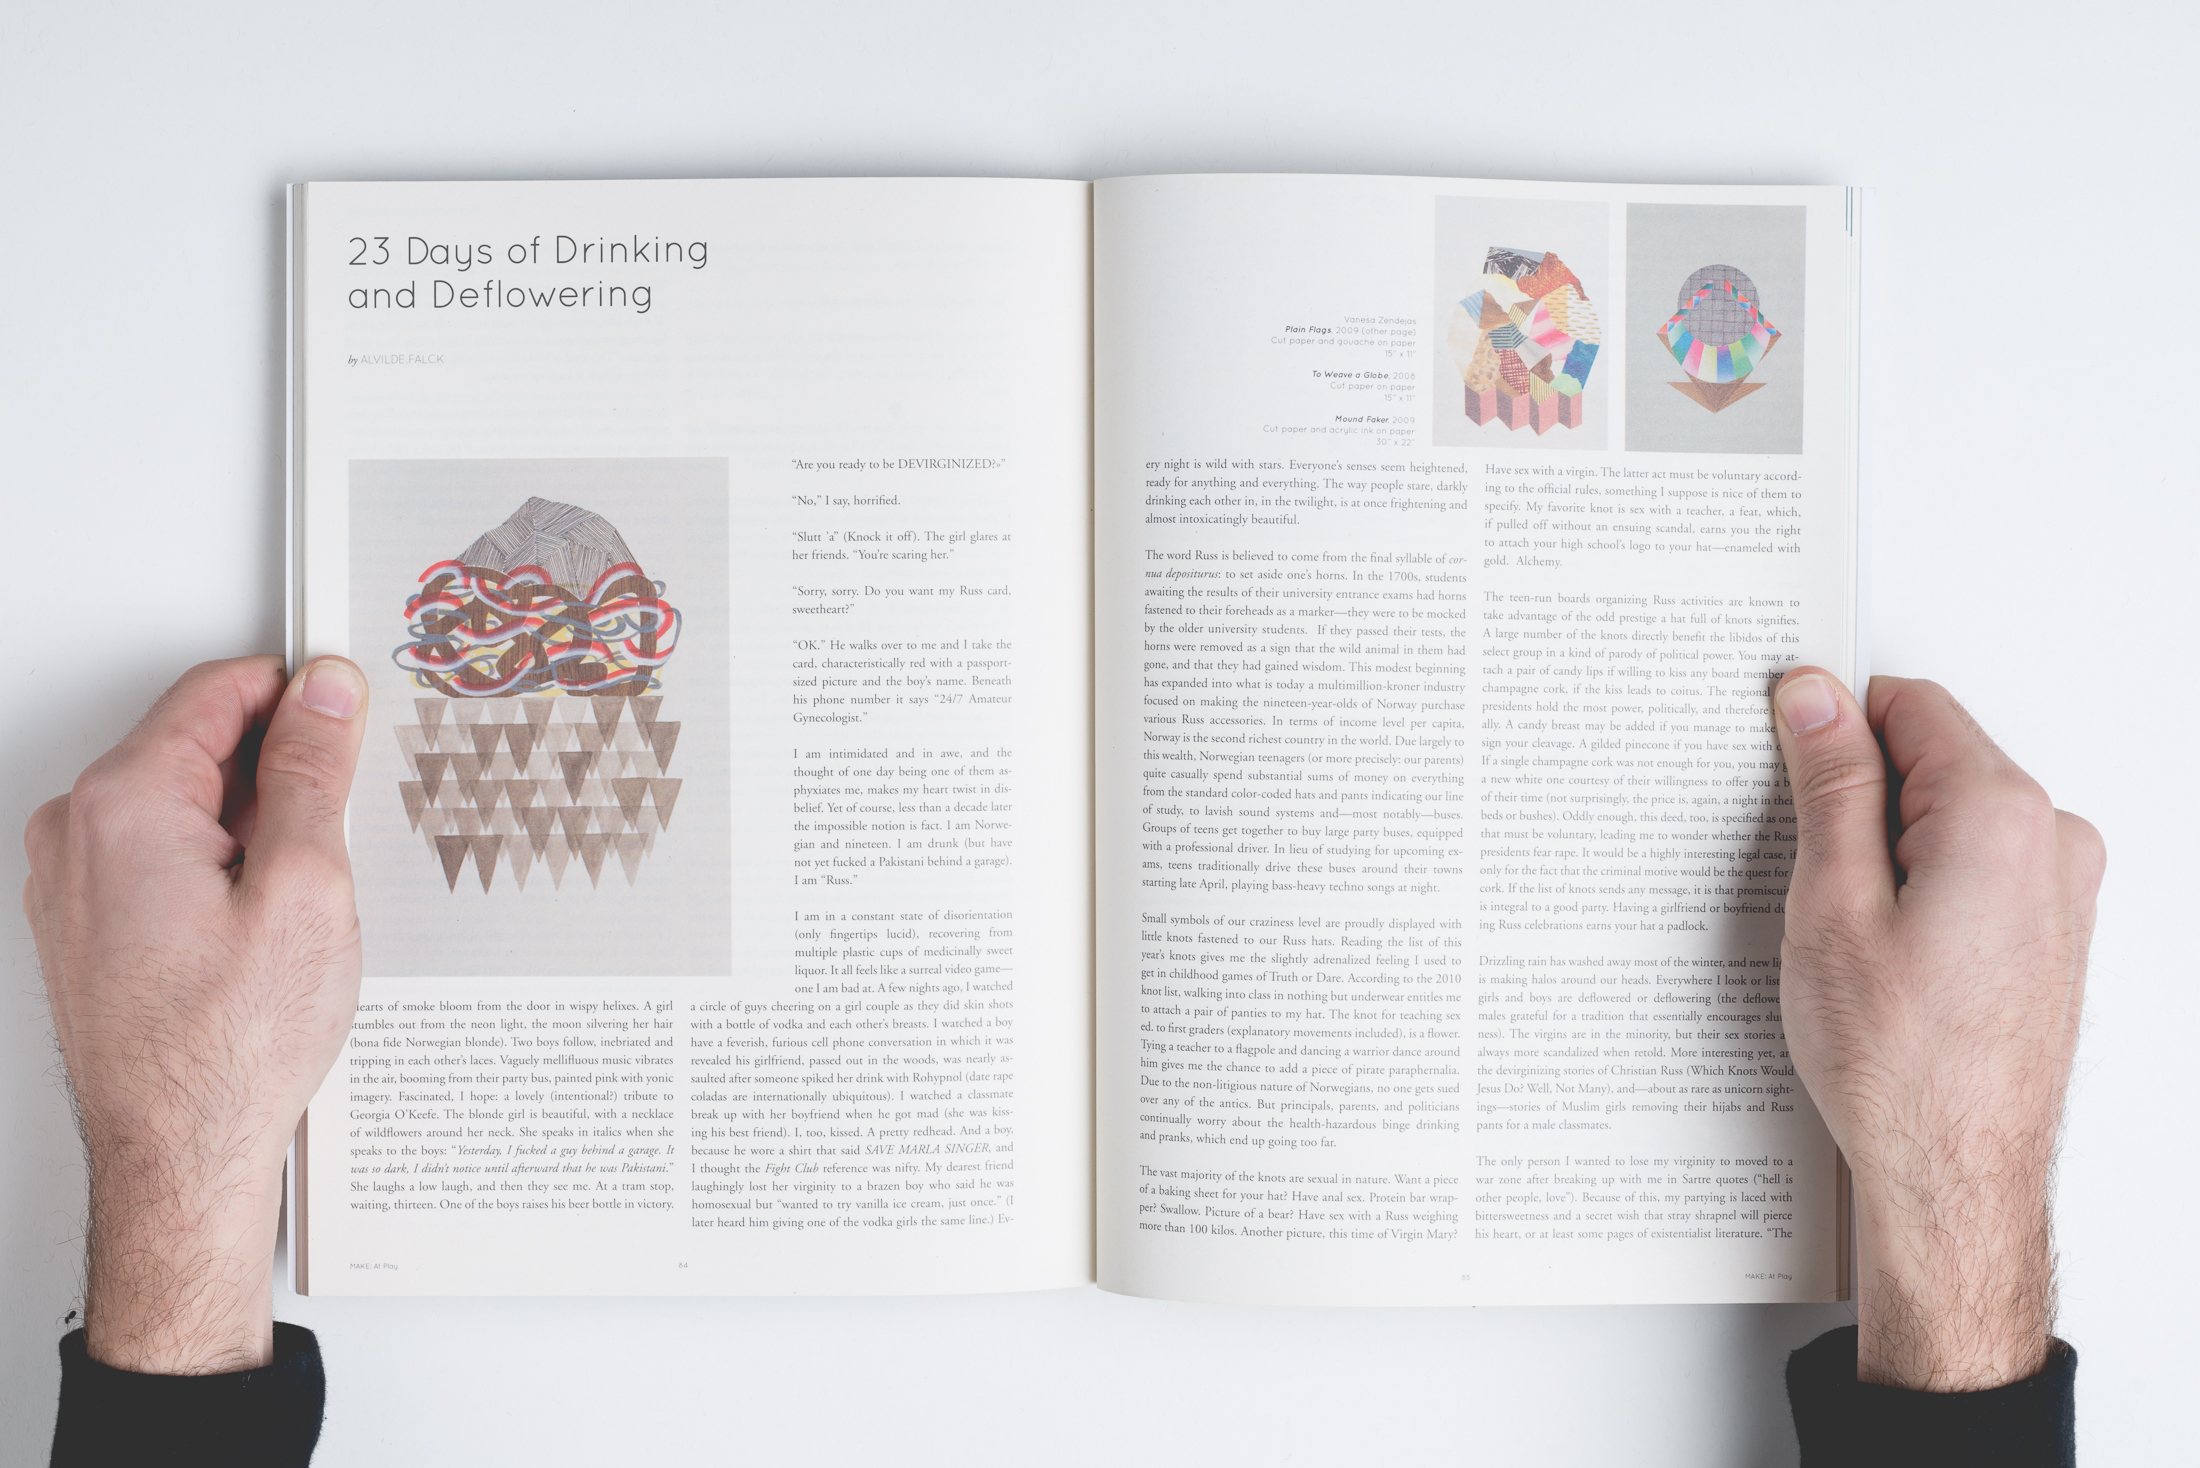 23 Days of Drinking
and Deflowering
by ALVILDE FALCK
of smoke bloom from the door in wispy helixes. A girl
stumbles out from the neon light, the moon silvering her hair
(bona fide Norwegian blonde). Two boys follow, inebriated and
tripping in each other's laces. Vaguely mellifluous music vibrates
in the air, booming from their party bus, painted pink with yonic
imagery. Fascinated, I hope: a lovely (intentional?) tribute to
Georgia O'Keefe. The blonde girl is beautiful, with a necklace
of wildflowers around her neck. She speaks in italics when she
speaks to the boys: “Yesterday, I fucked a guy behind a garage. It
was so dark, I didn't notice until afterward that he was Pakistani.”
She laughs a low laugh, and then they see me. At a tram stop,
waiting, thirteen. One of the boys raises his beer bottle in victory.
“Are you ready to be DEVIRGINIZED?»”
“No,” I say, horrified.
“Slutt 'a” (Knock it off). The girl glares at
her friends. “You're scaring her.”
“Sorry, sorry. Do you want my Russ card,
sweetheart?”
“OK.” He walks over to me and I take the
card, characteristically red with a passport-
sized picture and the boy's name. Beneath
his phone number it says “24/7 Amateur
Gynecologist.”
I am intimidated and in awe, and the
thought of one day being one of them as-
phyxiates me, makes my heart twist in dis-
belief. Yet of course, less than a decade later
the impossible notion is fact. I am Norwe-
gian and nineteen. I am drunk (but have
not yet fucked a Pakistani behind a garage).
I am “Russ.”
I am in a constant state of disorientation
(only fingertips lucid), recovering from
multiple plastic cups of medicinally sweet
liquor. It all feels like a surreal video game—
one I am bad at. A few nights ago, I watched
a circle of guys cheering on a girl couple as they did skin shots
with a bottle of vodka and each other's breasts. I watched a boy
have a feverish, furious cell phone conversation in which it was
revealed his girlfriend, passed out in the woods, was nearly as-
saulted after someone spiked her drink with Rohypnol (date rape
coladas are internationally ubiquitous). I watched a classmate
break up with her boyfriend when he got mad (she was kiss-
ing his best friend). I, too, kissed. A pretty redhead. And a boy,
because he wore a shirt that said SAVE MARLA SINGER, and
I thought the Fight Club reference was nifty. My dearest friend
laughingly lost her virginity to a brazen boy who said he was
homosexual but “wanted to try vanilla ice cream, just once.” (I
later heard him giving one of the vodka girls the same line.) Ev-
MAKE: At Play
84
Vanesa Zendejas
Plain Flags, 2009 (other page)
Cut paper and gouache on paper
15" x 11"
To Weave a Globe, 2008
Cut paper on paper
15" x 11"
Mound Faker, 2009
Cut paper and acrylic ink on paper
30" x 22"
ery night is wild with stars. Everyone's senses seem heightened,
ready for anything and everything. The way people stare, darkly
drinking each other in, in the twilight, is at once frightening and
almost intoxicatingly beautiful.
The word Russ is believed to come from the final syllable of cor-
nua depositurus: to set aside one's horns. In the 1700s, students
awaiting the results of their university entrance exams had horns
fastened to their foreheads as a marker—they were to be mocked
by the older university students. If they passed their tests, the
horns were removed as a sign that the wild animal in them had
gone, and that they had gained wisdom. This modest beginning
has expanded into what is today a multimillion-kroner industry
focused on making the nineteen-year-olds of Norway purchase
various Russ accessories. In terms of income level per capita,
Norway is the second richest country in the world. Due largely to
this wealth, Norwegian teenagers (or more precisely: our parents)
quite casually spend substantial sums of money on everything
from the standard color-coded hats and pants indicating our line
of study, to lavish sound systems and—most notably—buses.
Groups of teens get together to buy large party buses, equipped
with a professional driver. In lieu of studying for upcoming ex-
ams, teens traditionally drive these buses around their towns
starting late April, playing bass-heavy techno songs at night.
Small symbols of our craziness level are proudly displayed with
little knots fastened to our Russ hats. Reading the list of this
year's knots gives me the slightly adrenalized feeling I used to
get in childhood games of Truth or Dare. According to the 2010
knot list, walking into class in nothing but underwear entitles me
to attach a pair of panties to my hat. The knot for teaching sex
ed. to first graders (explanatory movements included), is a flower.
Tying a teacher to a flagpole and dancing a warrior dance around
him gives me the chance to add a piece of pirate paraphernalia.
Due to the non-litigious nature of Norwegians, no one gets sued
over any of the antics. But principals, parents, and politicians
continually worry about the health-hazardous binge drinking
and pranks, which end up going too far.
The vast majority of the knots are sexual in nature. Want a piece
of a baking sheet for your hat? Have anal sex. Protein bar wrap-
per? Swallow. Picture of a bear? Have sex with a Russ weighing
more than 100 kilos. Another picture, this time of Virgin Mary?
Have sex with a virgin. The latter act must be voluntary accord-
ing to the official rules, something I suppose is nice of them to
specify. My favorite knot is sex with a teacher, a feat, which,
if pulled off without an ensuing scandal, earns you the right
to attach your high school's logo to your hat—enameled with
gold. Alchemy.
The teen-run boards organizing Russ activities are known to
take advantage of the odd prestige a hat full of knots signifies.
A large number of the knots directly benefit the libidos of this
select group in a kind of parody of political power. You may at-
tach a pair of candy lips if willing to kiss any board member
champagne cork, if the kiss leads to coitus. The regional
presidents hold the most power, politically, and therefore
ally. A candy breast may be added if you manage to make
sign your cleavage. A gilded pinecone if you have sex with
If a single champagne cork was not enough for you, you may
a new white one courtesy of their willingness to offer you a
of their time (not surprisingly, the price is, again, a night in their
beds or bushes). Oddly enough, this deed, too, is specified as one
that must be voluntary, leading me to wonder whether the Russ
presidents fear rape. It would be a highly interesting legal case, if
only for the fact that the criminal motive would be the quest for
cork. If the list of knots sends any message, it is that
is integral to a good party. Having a girlfriend or boyfriend
ing Russ celebrations earns your hat a padlock.
Drizzling rain has washed away most of the winter, and new
is making halos around our heads. Everywhere I look or
girls and boys are deflowered or deflowering (the
males grateful for a tradition that essentially encourages
ness). The virgins are in the minority, but their sex stories
always more scandalized when retold. More interesting yet,
the devirginizing stories of Christian Russ (Which Knots Would
Jesus Do? Well, Not Many), and—about as rare as unicorn sight-
ings—stories of Muslim girls removing their hijabs and Russ
pants for a male classmates.
The only person I wanted to lose my virginity to moved to a
war zone after breaking up with me in Sartre quotes (“hell is
other people, love”). Because of this, my partying is laced with
bittersweetness and a secret wish that stray shrapnel will pierce
his heart, or at least some pages of existentialist literature. “The
85
MAKE: At Play